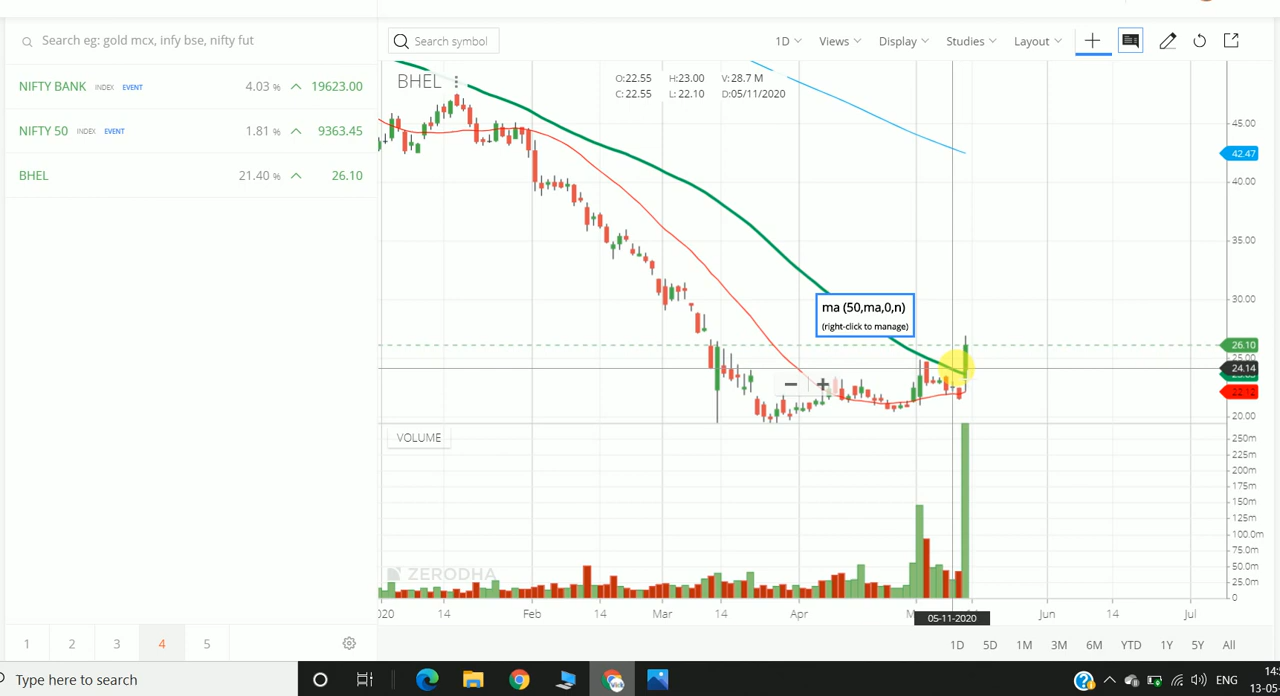 Search eg: gold mcx, infy bse, nifty fut
NIFTY BANK INDEX EVENT 4.03 % 19623.00
NIFTY 50 INDEX EVENT 1.81 % 9363.45
BHEL 21.40 % 26.10
1 2 3 4 5
Search symbol 1D Views Display Studies Layout
BHEL O:22.55 H:23.00 V:28.7 M
C:22.55 L:22.10 D:05/11/2020
45.00
42.47
40.00
35.00
30.00
ma (50,ma,0,n)
(right-click to manage)
26.10
25.00
24.14
22.12
20.00
VOLUME
250m
225m
200m
175m
150m
125m
100.0m
75.0m
50.0m
25.0m
0
ZERODHA
2020 14 Feb 14 Mar 14 Apr 05-11-2020 Jun 14 Jul
1D 5D 1M 3M 6M YTD 1Y 5Y All
Type here to search ENG